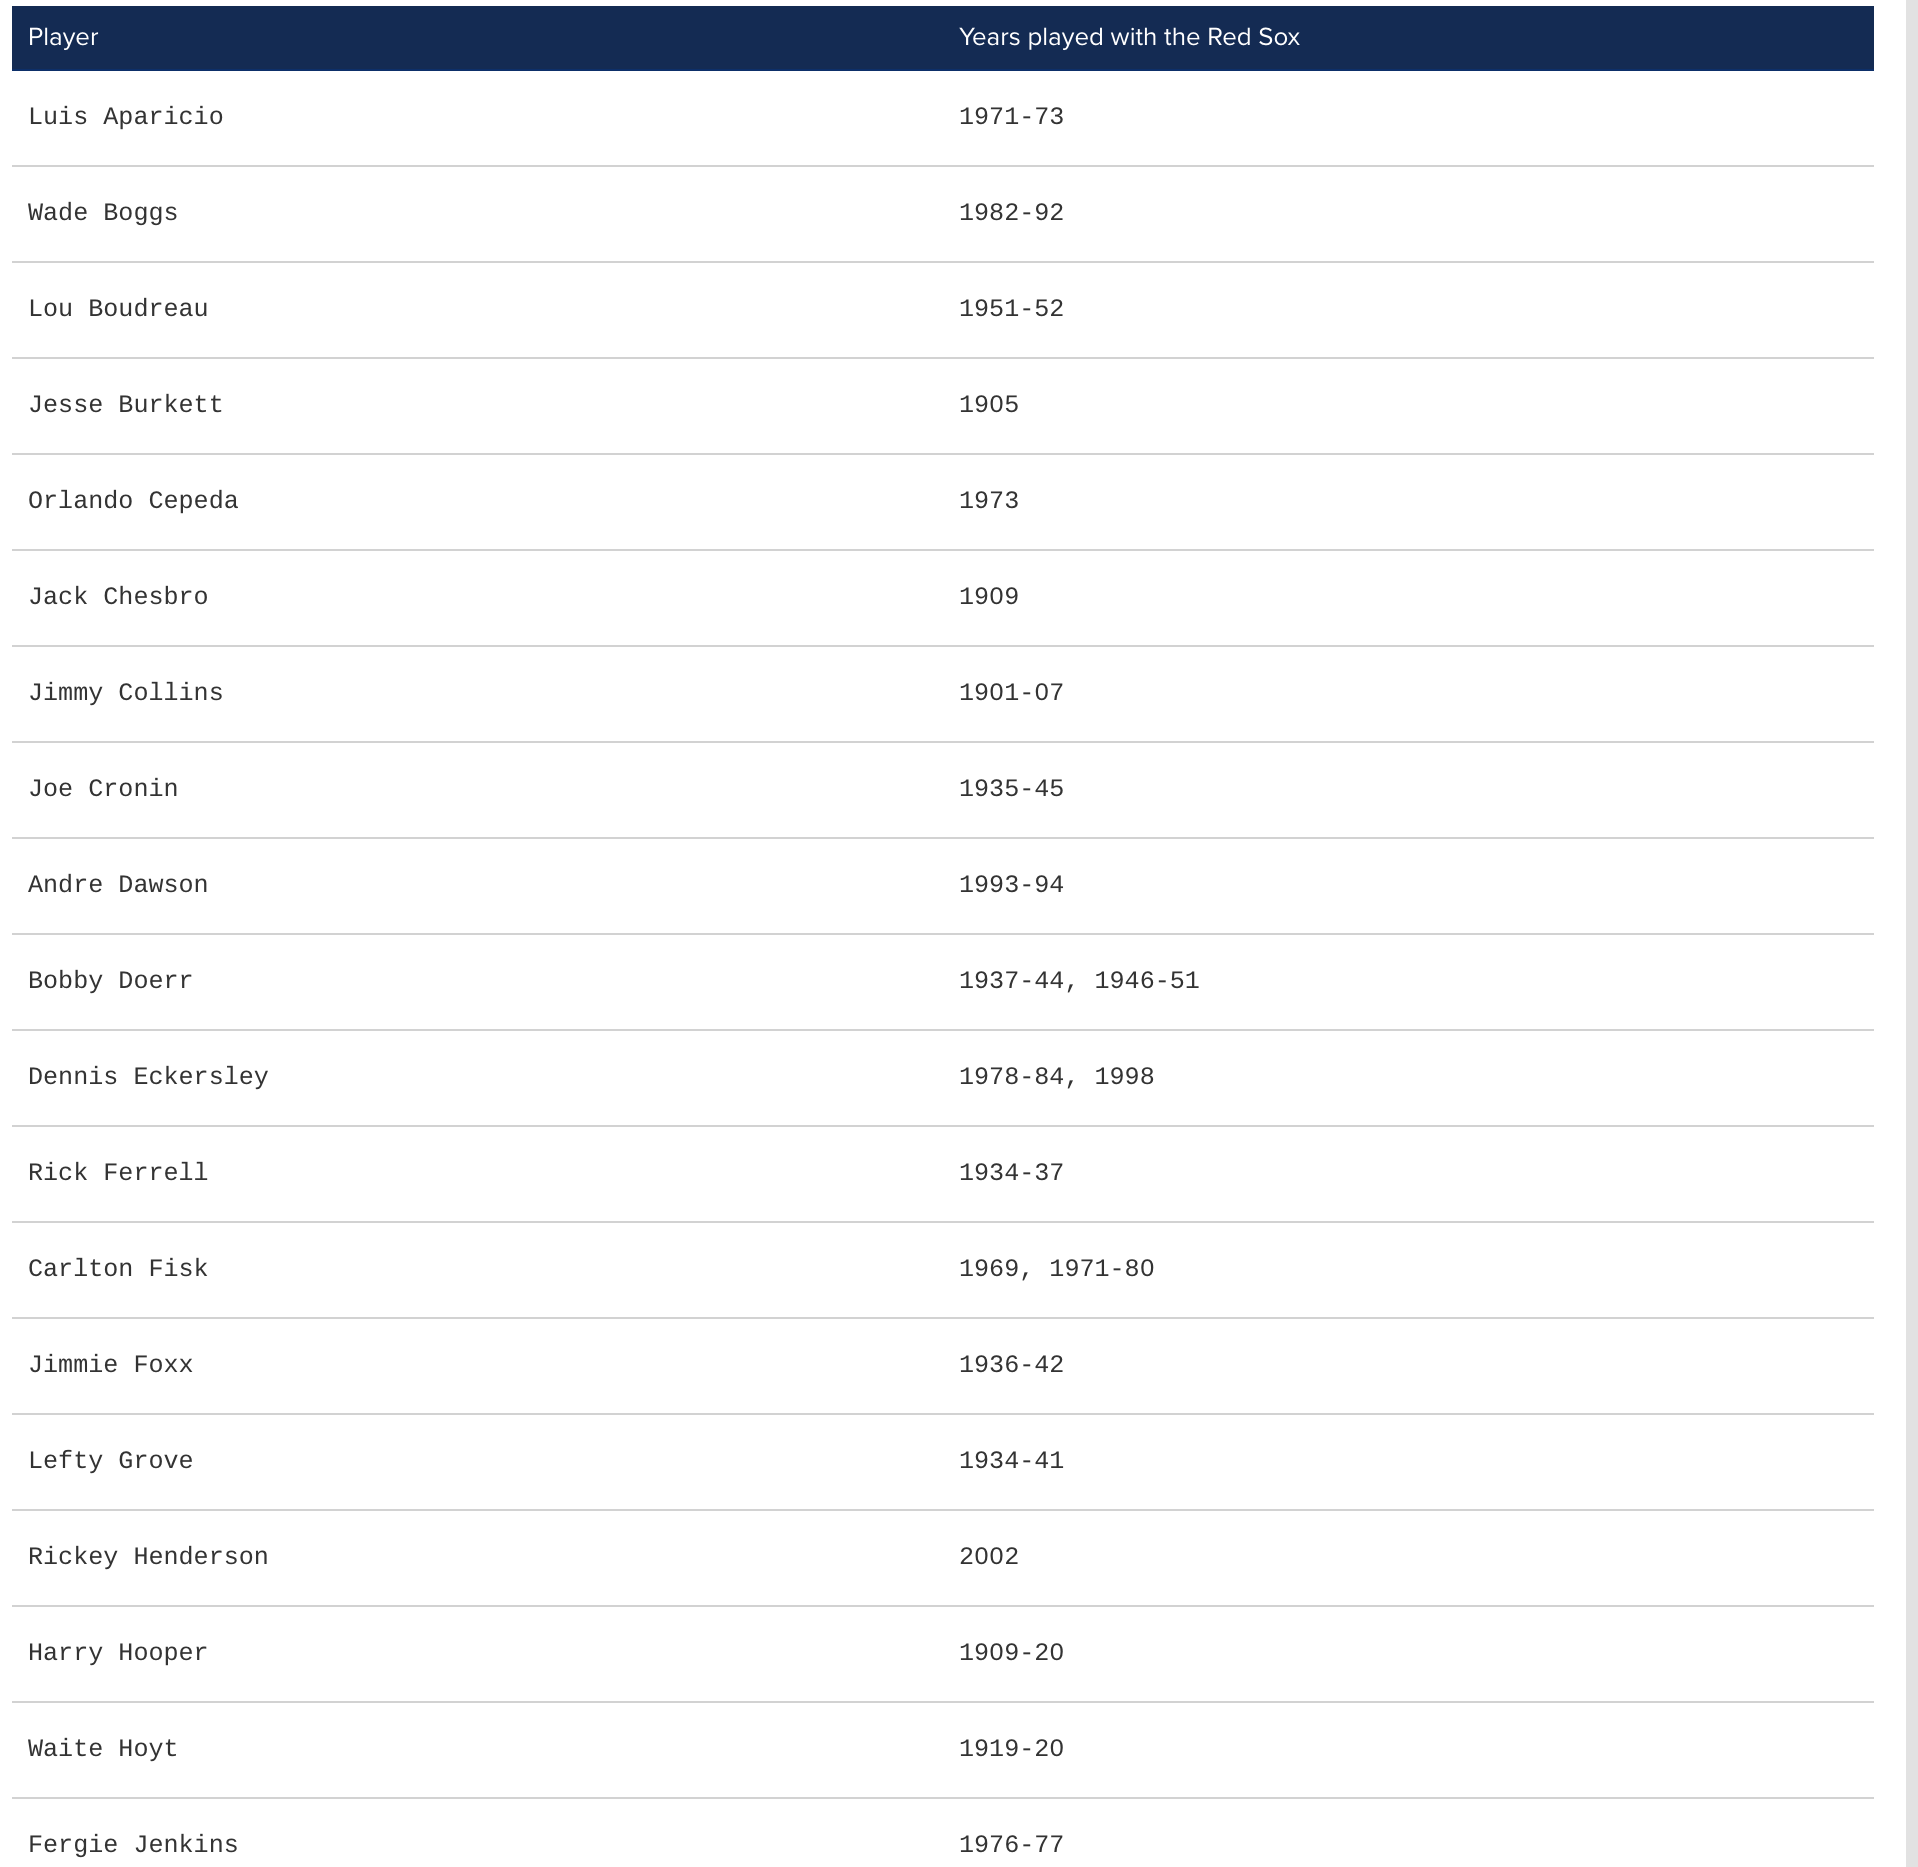 Player Years played with the Red Sox
Luis Aparicio 1971-73
Wade Boggs 1982-92
Lou Boudreau 1951-52
Jesse Burkett 1905
Orlando Cepeda 1973
Jack Chesbro 1909
Jimmy Collins 1901-07
Joe Cronin 1935-45
Andre Dawson 1993-94
Bobby Doerr 1937-44, 1946-51
Dennis Eckersley 1978-84, 1998
Rick Ferrell 1934-37
Carlton Fisk 1969, 1971-80
Jimmie Foxx 1936-42
Lefty Grove 1934-41
Rickey Henderson 2002
Harry Hooper 1909-20
Waite Hoyt 1919-20
Fergie Jenkins 1976-77